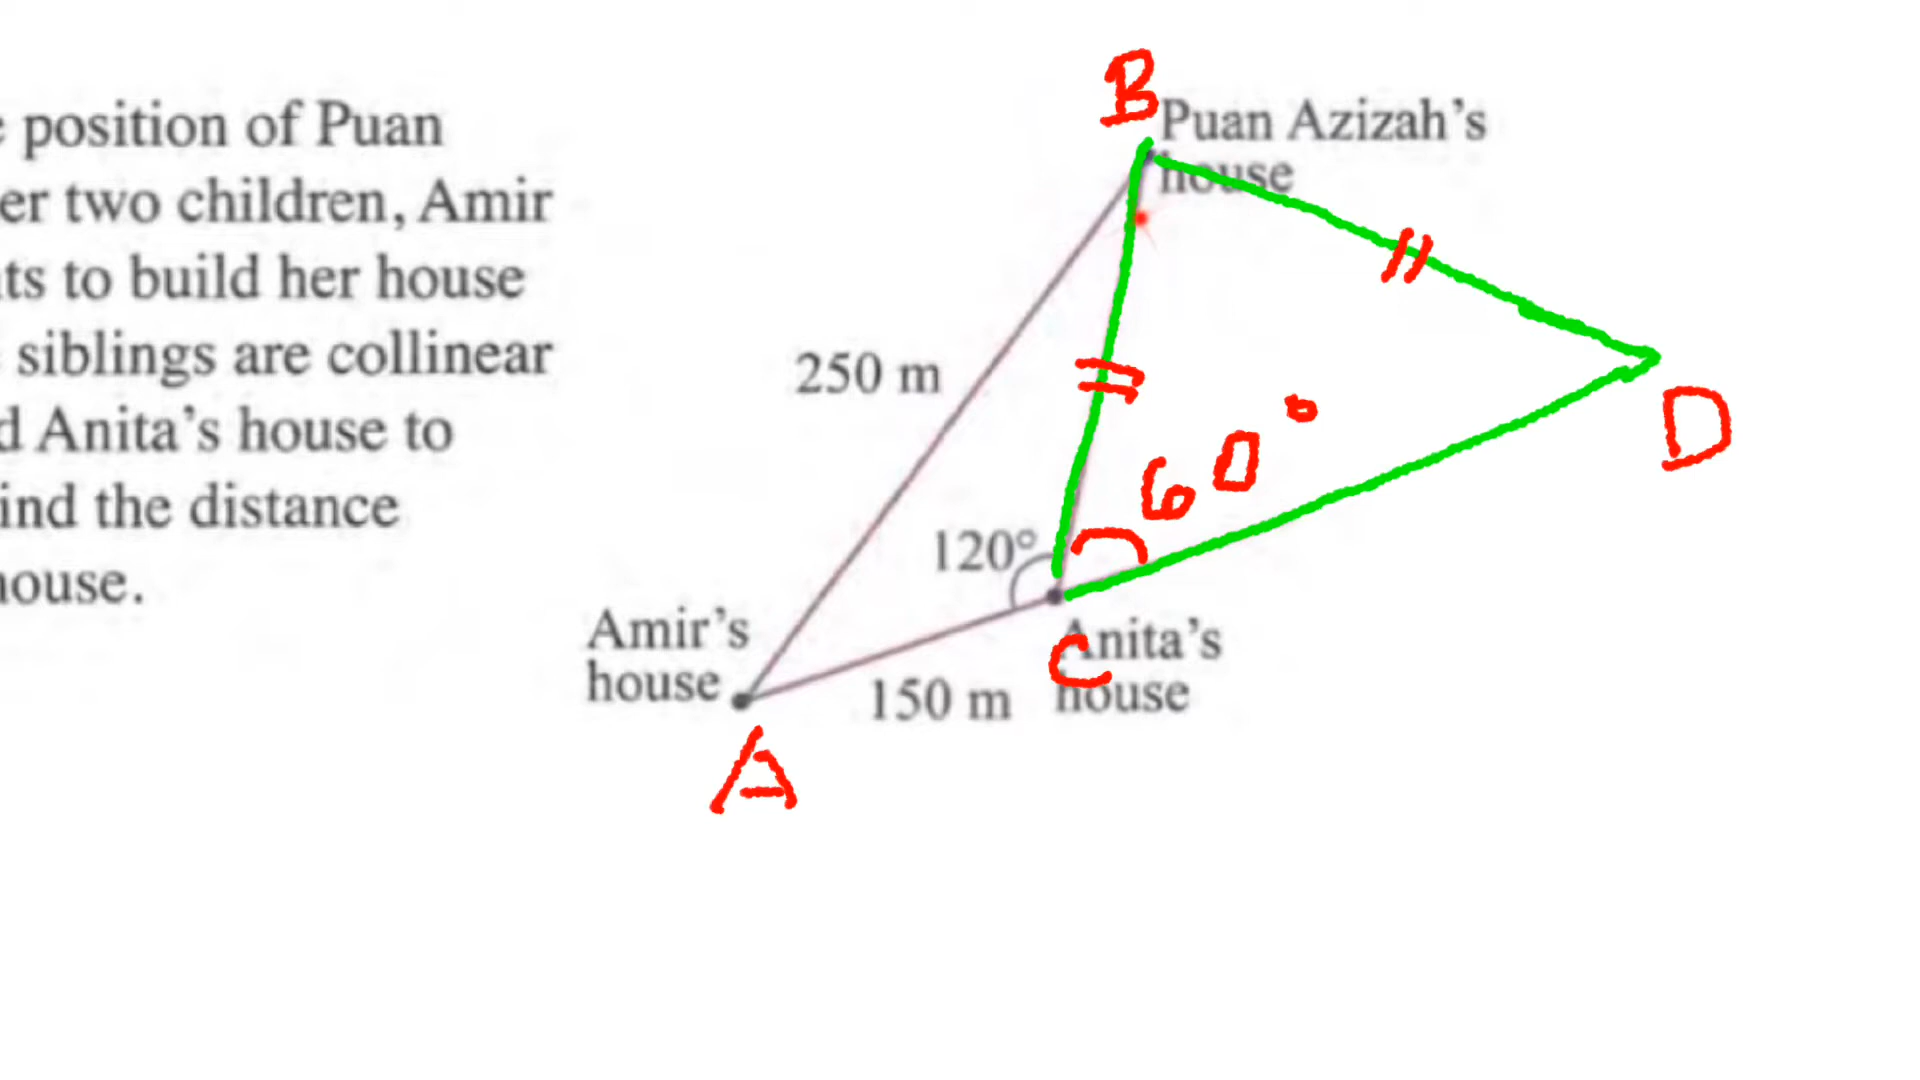 position of Puan
er two children, Amir
ts to build her house
siblings are collinear
d Anita's house to
ind the distance
ouse.
B
Puan Azizah's
house
250 m
60°
D
120°
Amir's
house
150 m
C
Anita's
house
A